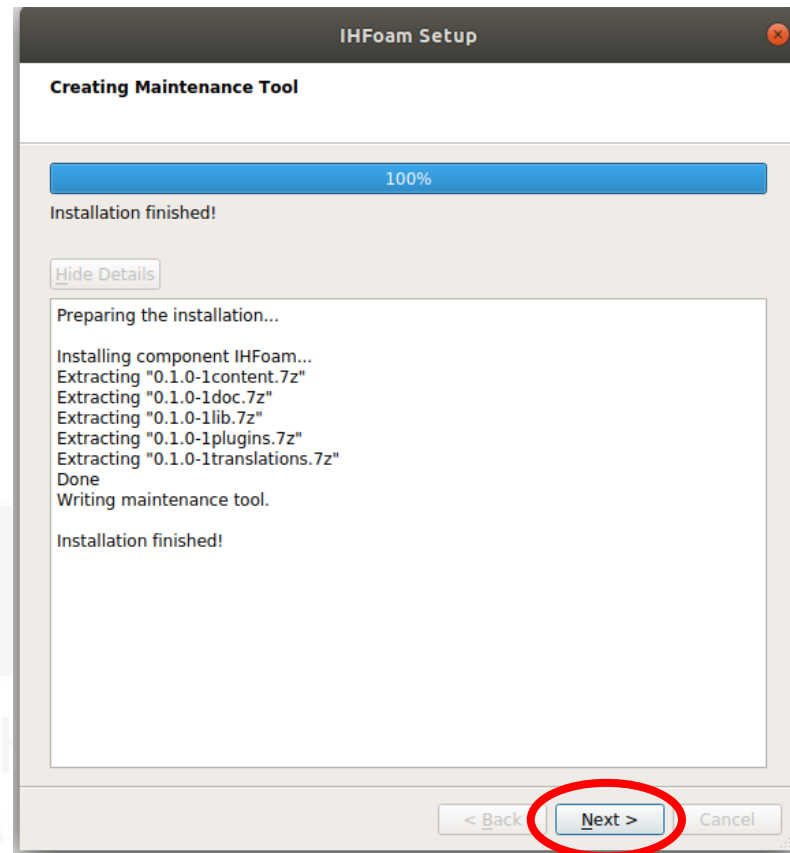 IHFoam Setup
Creating Maintenance Tool
100%
Installation finished!
Hide Details
Preparing the installation...
Installing component IHFoam...
Extracting "0.1.0-1content.7z"
Extracting "0.1.0-1doc.7z"
Extracting "0.1.0-1lib.7z"
Extracting "0.1.0-1plugins.7z"
Extracting "0.1.0-1translations.7z"
Done
Writing maintenance tool.
Installation finished!
< Back Next > Cancel